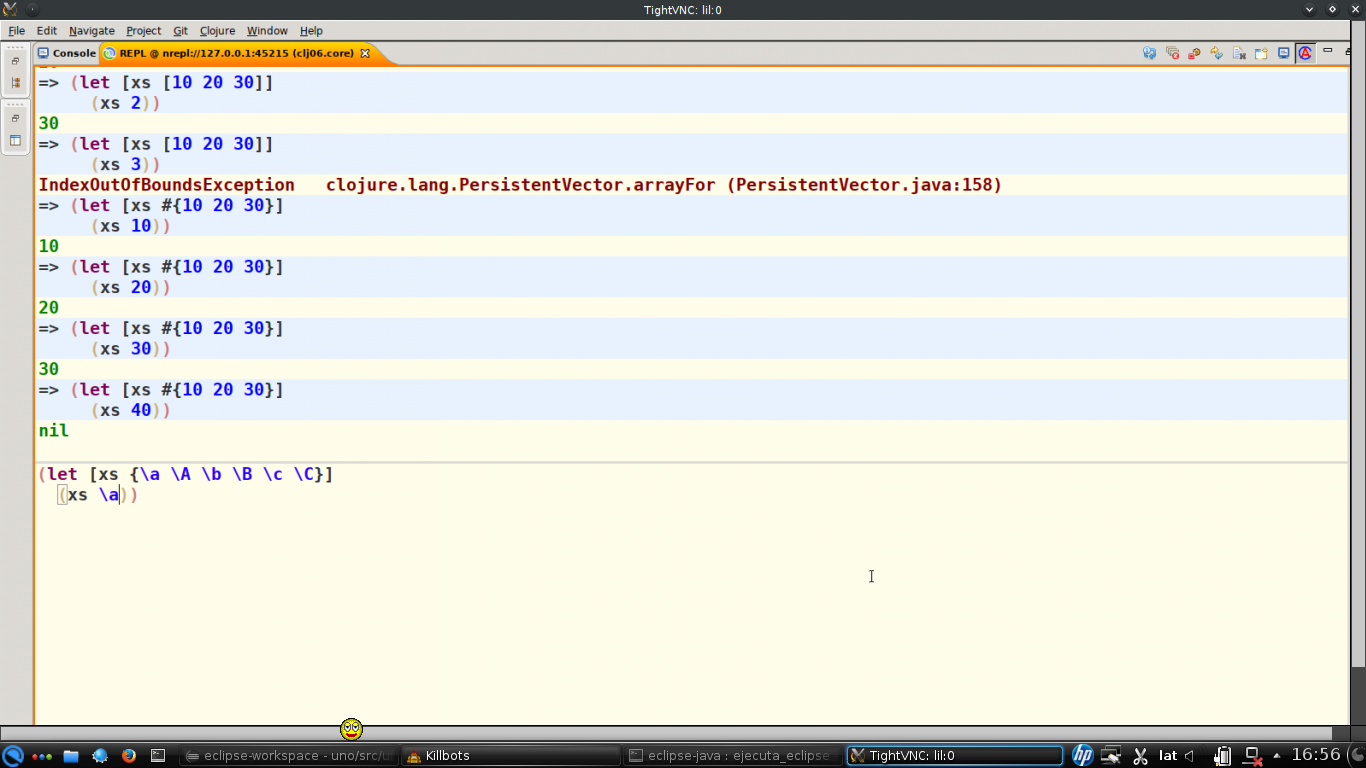 TightVNC: lil:0
File Edit Navigate Project Git Clojure Window Help
Console REPL @ nrepl://127.0.0.1:45215 (clj06.core)
=> (let [xs [10 20 30]]
(xs 2))
30
=> (let [xs [10 20 30]]
(xs 3))
IndexOutOfBoundsException clojure.lang.PersistentVector.arrayFor (PersistentVector.java:158)
=> (let [xs #{10 20 30}]
(xs 10))
10
=> (let [xs #{10 20 30}]
(xs 20))
20
=> (let [xs #{10 20 30}]
(xs 30))
30
=> (let [xs #{10 20 30}]
(xs 40))
nil
(let [xs {\a \A \b \B \c \C}]
(xs \a))
eclipse-workspace - uno/src/u Killbots eclipse-java : ejecuta_eclipse TightVNC: lil:0 hp lat 16:56